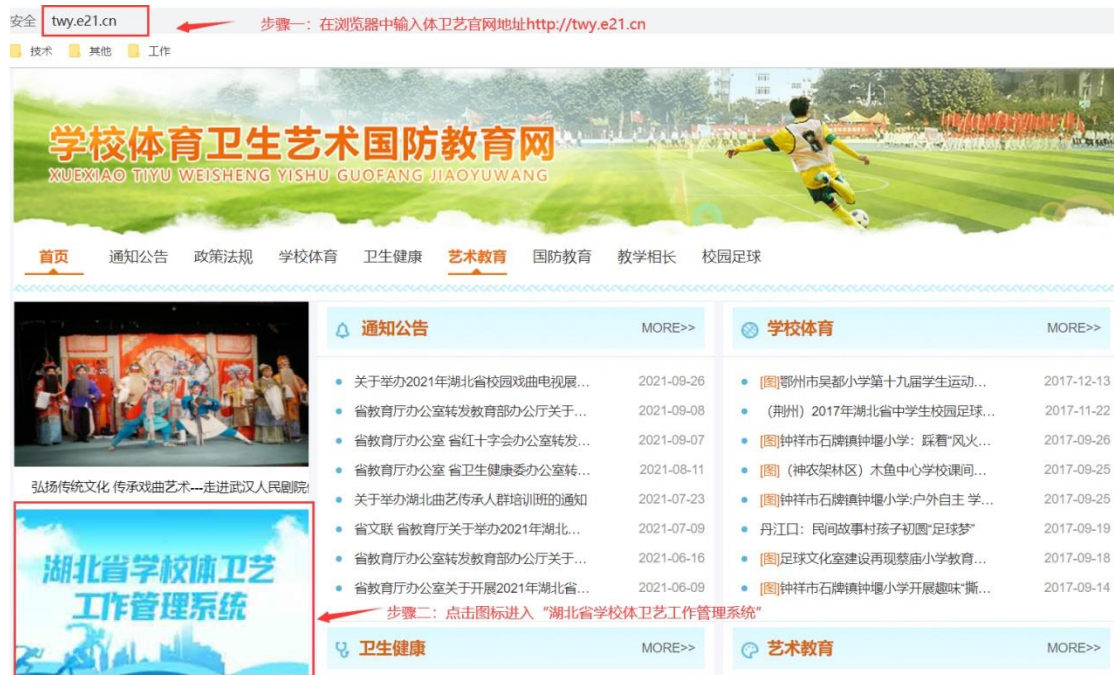 安全 twy.e21.cn
步骤一：在浏览器中输入体卫艺官网地址http://twy.e21.cn
技术 其他 工作
学校体育卫生艺术国防教育网
XUEXIAO TIYU WEISHENG YISHU GUOFANG JIAOYUWANG
首页 通知公告 政策法规 学校体育 卫生健康 艺术教育 国防教育 教学相长 校园足球
弘扬传统文化 传承戏曲艺术---走进武汉人民剧院
湖北省学校体卫艺
工作管理系统
通知公告 MORE>>
关于举办2021年湖北省校园戏曲电视展... 2021-09-26
省教育厅办公室转发教育部办公厅关于... 2021-09-08
省教育厅办公室 省红十字会办公室转发... 2021-09-07
省教育厅办公室 省卫生健康委办公室转... 2021-08-11
关于举办湖北曲艺传承人群培训班的通知 2021-07-23
省文联 省教育厅关于举办2021年湖北... 2021-07-09
省教育厅办公室转发教育部办公厅关于... 2021-06-16
省教育厅办公室关于开展2021年湖北省... 2021-06-09
学校体育 MORE>>
[图]鄂州市吴都小学第十九届学生运动... 2017-12-13
（荆州）2017年湖北省中学生校园足球... 2017-11-22
[图]钟祥市石牌镇钟堰小学：踩着“风火... 2017-09-26
[图]（神农架林区）木鱼中心学校课间... 2017-09-25
[图]钟祥市石牌镇钟堰小学:户外自主 学... 2017-09-25
丹江口：民间故事村孩子初圆“足球梦” 2017-09-19
[图]足球文化室建设再现蔡庙小学教育... 2017-09-18
[图]钟祥市石牌镇钟堰小学开展趣味“撕... 2017-09-14
步骤二：点击图标进入“湖北省学校体卫艺工作管理系统”
卫生健康 MORE>>
艺术教育 MORE>>